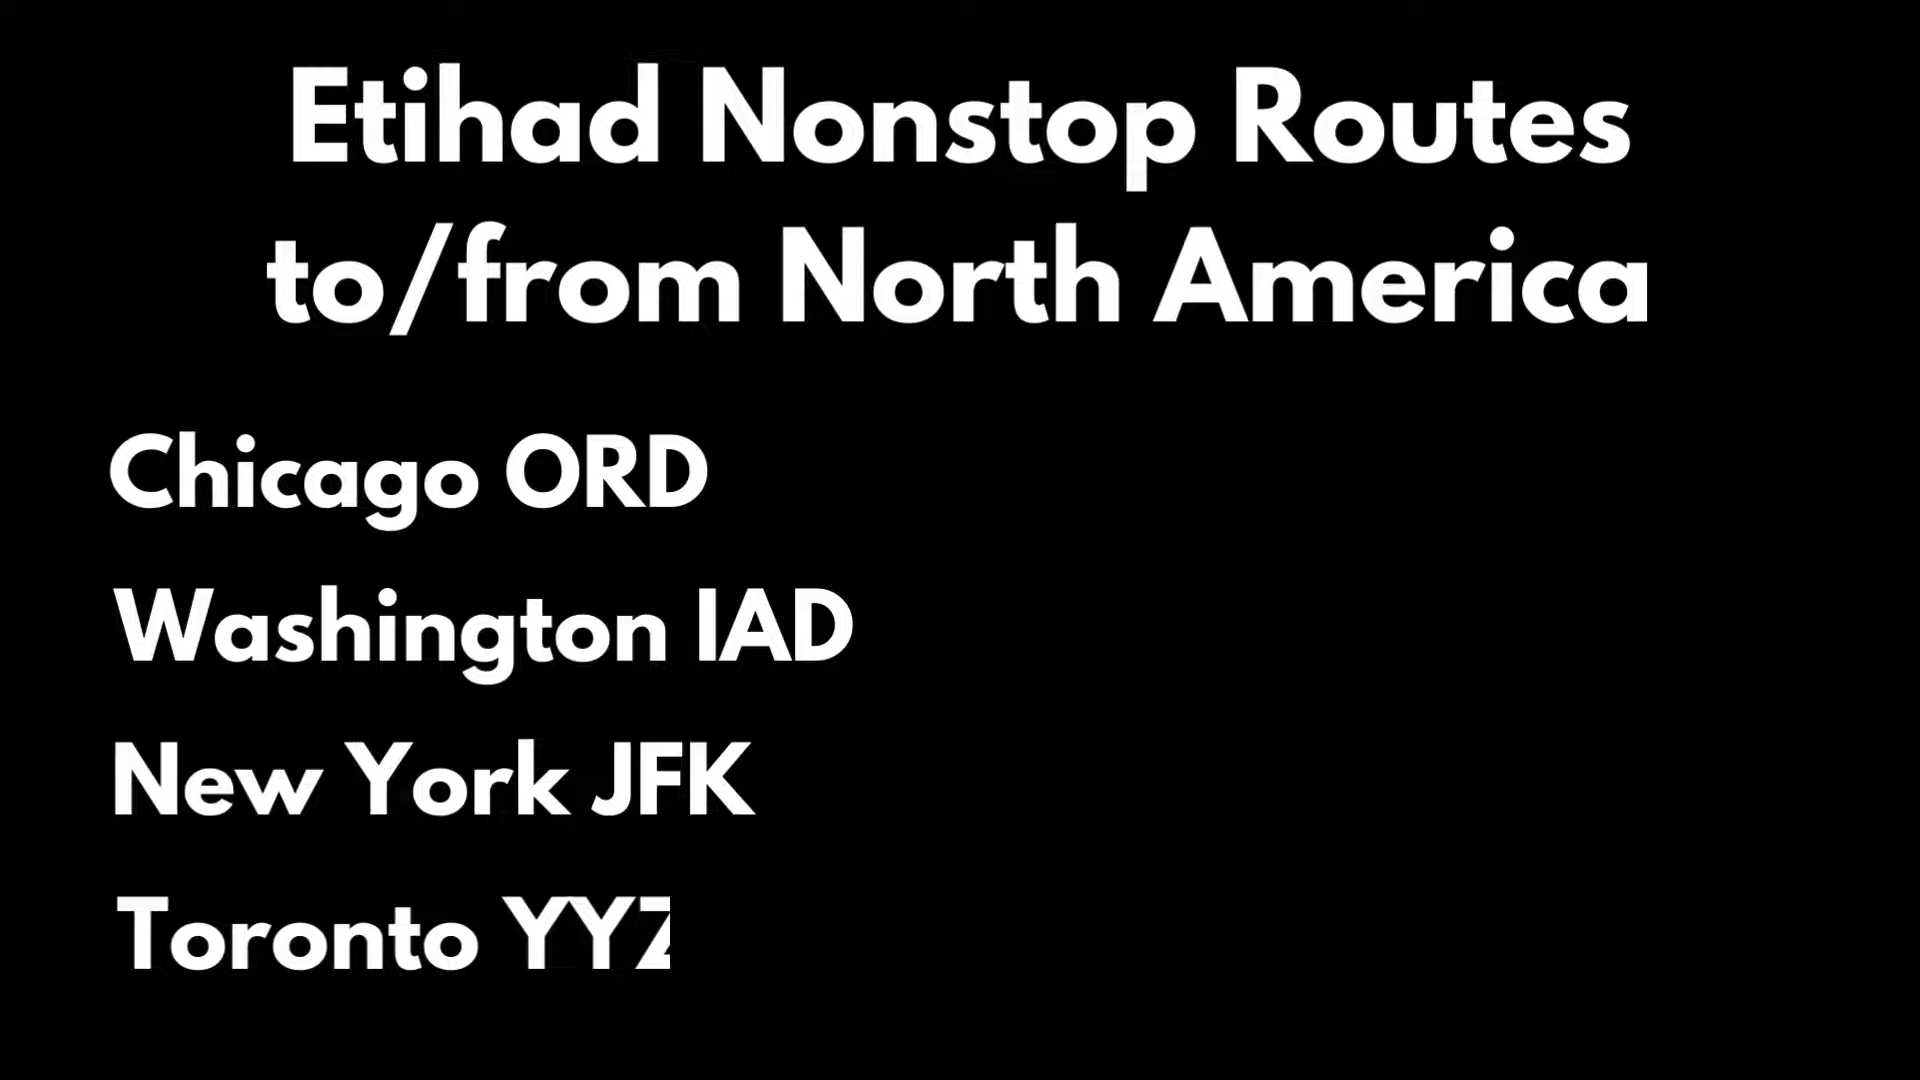 Etihad Nonstop Routes
to/from North America
Chicago ORD
Washington IAD
New York JFK
Toronto YYZ